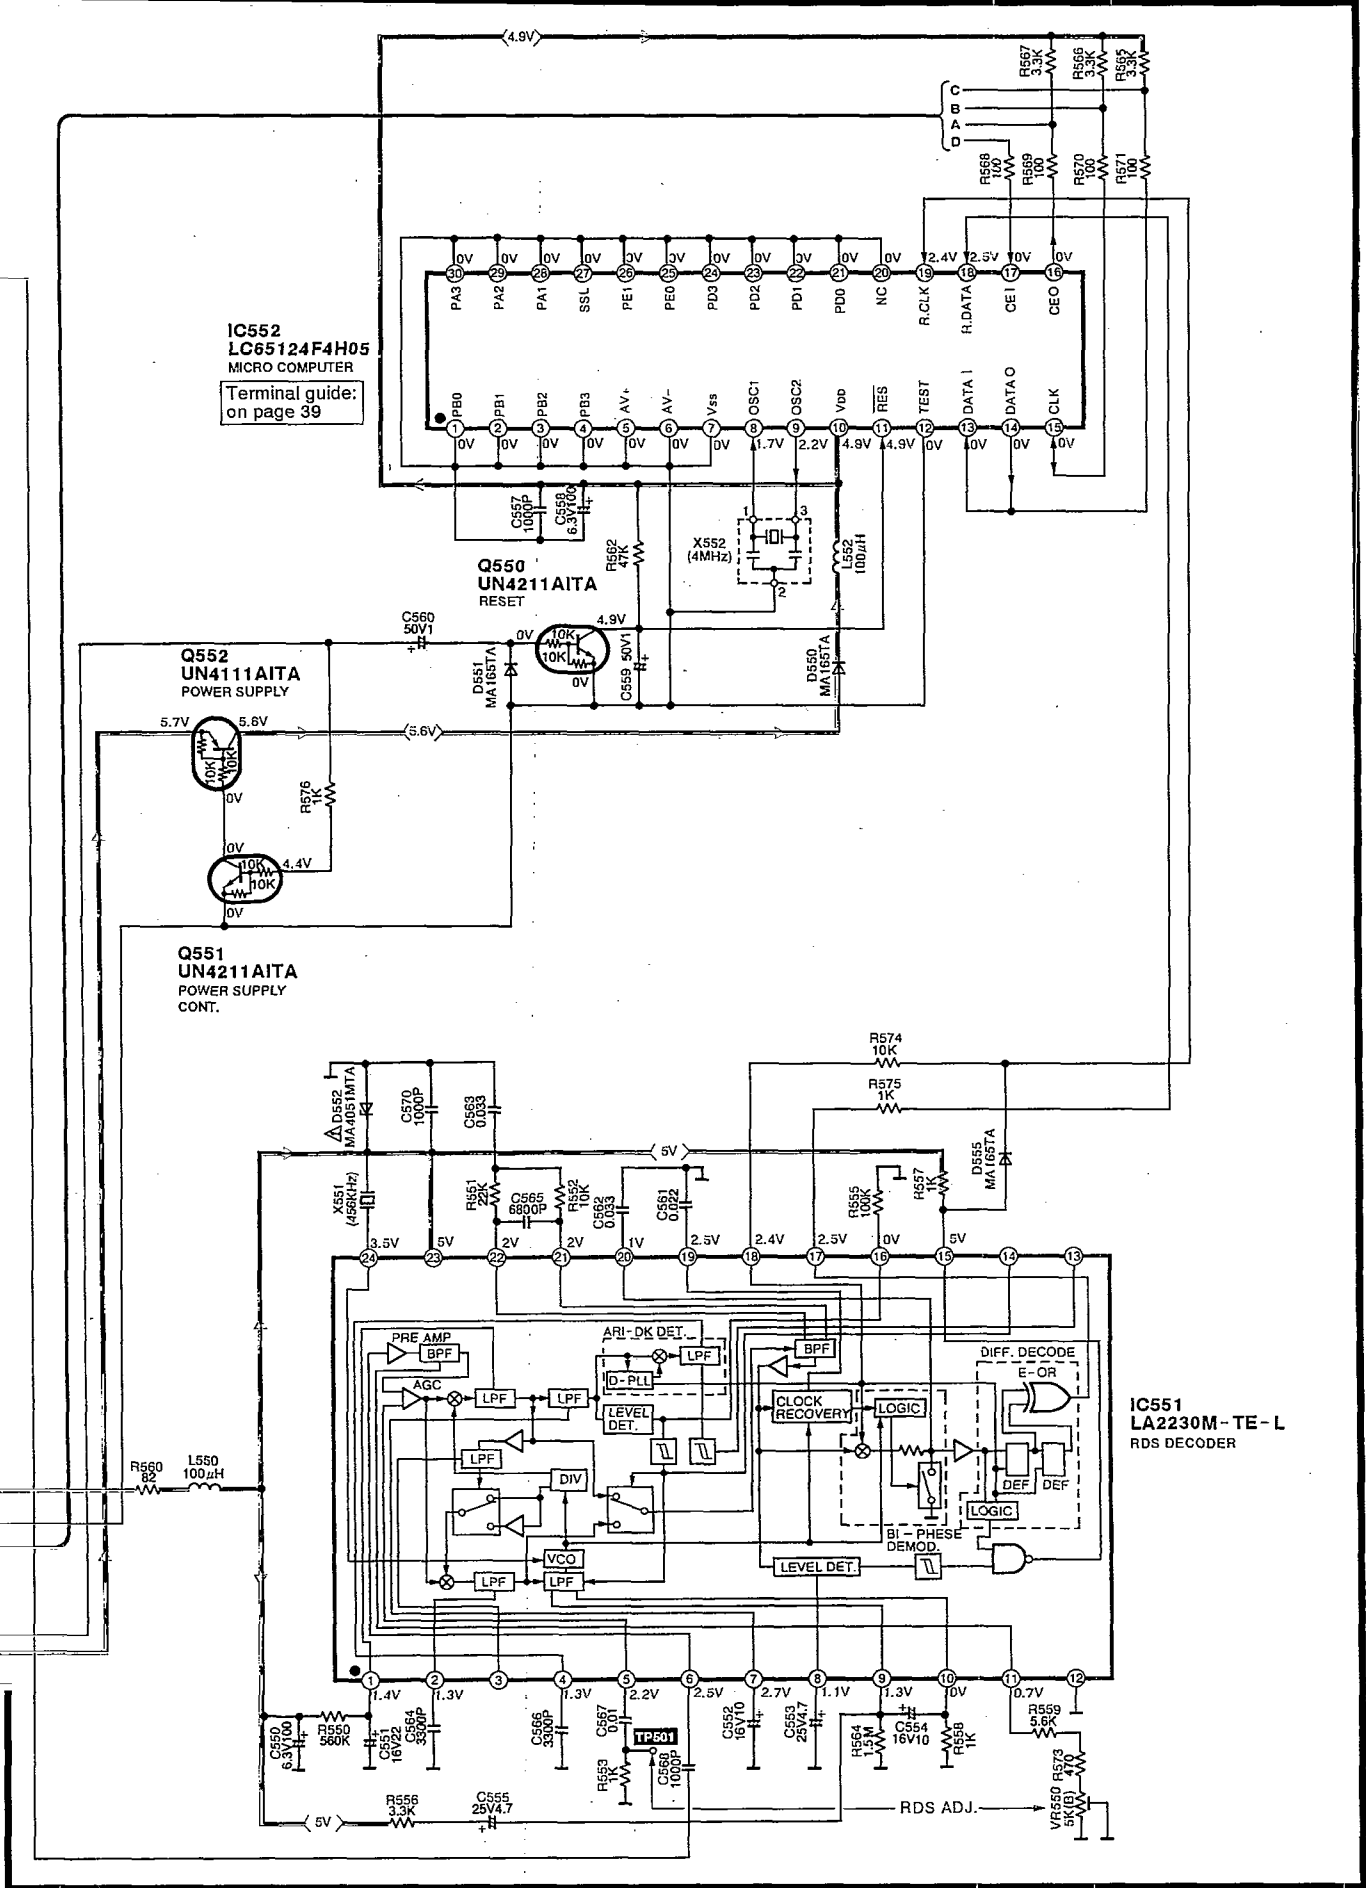 4.9V
R567
3.3K
R566
3.3K
R565
3.3K
C
B
A
D
R568
100
R569
100
R570
100
R571
100
0V 0V 0V 0V 0V 0V 0V 0V 0V 0V 0V 2.4V 2.5V 0V 0V
30 29 28 27 26 25 24 23 22 21 20 19 18 17 16
PA3 PA2 PA1 SSL PE1 PE0 PD3 PD2 PD1 PD0 NC R.CLK R.DATA CE I CEO
IC552
LC65124F4H05
MICRO COMPUTER
Terminal guide:
on page 39
PB0 PB1 PB2 PB3 AV+ AV- Vss OSC1 OSC2 VDD RES TEST DATA I DATA O CLK
1 2 3 4 5 6 7 8 9 10 11 12 13 14 15
0V 0V 0V 0V 0V 0V 0V 1.7V 2.2V 4.9V 4.9V 0V 0V 0V
C557
1000P
C558
6.3V100
+
R562
47K
1 3
X552
(4MHz)
2
L552
100μH
Q550
UN4211AITA
RESET
C560
50V1
+
0V
10K
10K
4.9V
0V
D551
MA165TA
C559 50V1
+
D550
MA165TA
Q552
UN4111AITA
POWER SUPPLY
5.7V
5.6V
5.6V
10K
10K
0V
R576
1K
0V
10K
10K
4.4V
0V
Q551
UN4211AITA
POWER SUPPLY
CONT.
R574
10K
R575
1K
D552
MA4051MTA
C570
1000P
C563
0.033
5V
D555
MA165TA
X551
(456KHz)
R551
22K
C565
6800P
R552
10K
C562
0.033
C561
0.022
R555
100K
R557
1K
3.5V 5V 2V 2V 1V 2.5V 2.4V 2.5V 0V 5V
24 23 22 21 20 19 18 17 16 15 14 13
PRE AMP
BPF
AGC
LPF
LPF
ARI-DK DET.
LPF
D-PLL
LEVEL
DET.
BPF
CLOCK
RECOVERY
LOGIC
DIFF. DECODE
E-OR
DEF
DEF
LOGIC
LPF
DIV
VCO
LPF
LPF
BI-PHESE
DEMOD.
LEVEL DET.
IC551
LA2230M-TE-L
RDS DECODER
R560
82
L550
100μH
1 2 3 4 5 6 7 8 9 10 11 12
1.4V 1.3V 1.3V 2.2V 2.5V 2.7V 1.1V 1.3V 0V 0.7V
C550
6.3V100
+
R550
560K
C551
16V22
+
C564
3300P
C566
3300P
C567
0.01
TP501
R553
1K
C568
1000P
C552
16V10
+
C553
25V4.7
+
R564
1.5M
+
C554
16V10
R558
1K
R559
5.6K
R573
470
VR550
5K(B)
5V
R556
3.3K
C555
25V4.7
+
RDS ADJ.